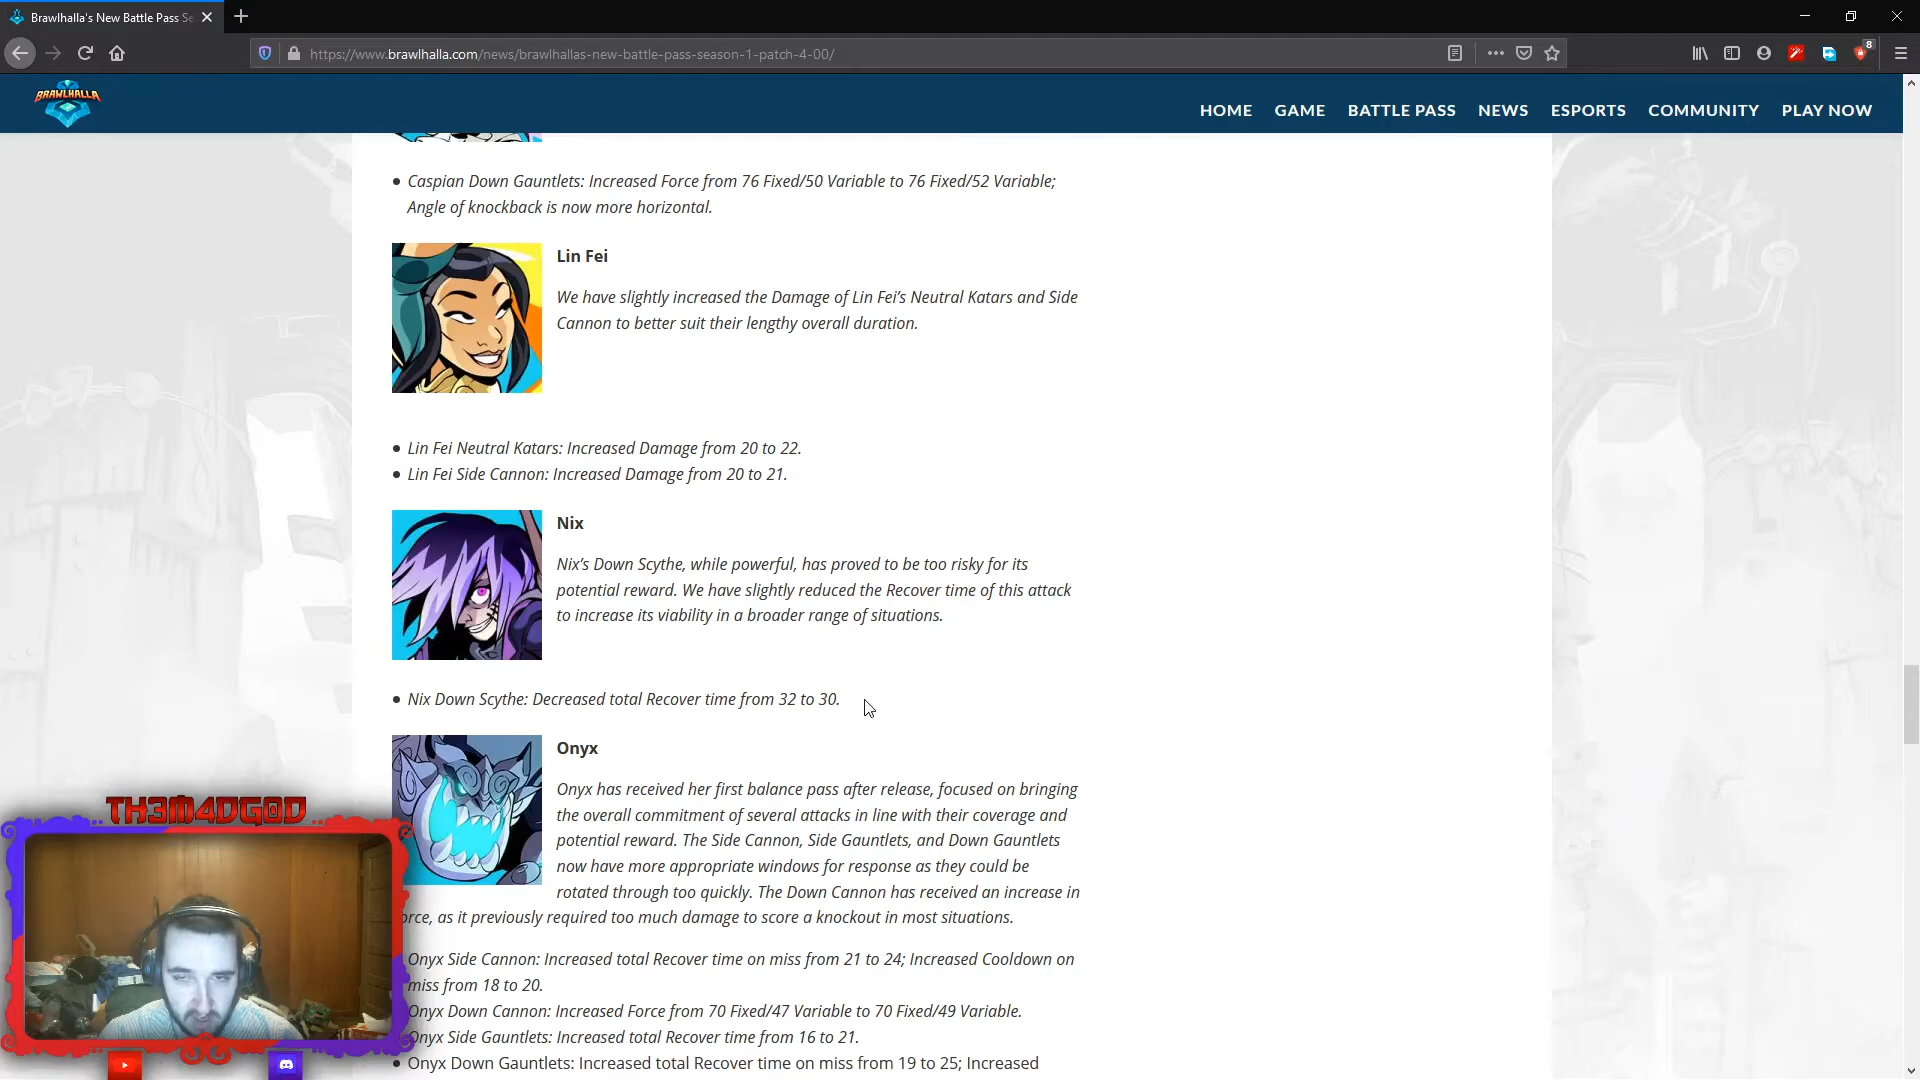 Brawlhalla's New Battle Pass Se
https://www.brawlhalla.com/news/brawlhallas-new-battle-pass-season-1-patch-4-00/
8
BRAWLHALLA
HOME GAME BATTLE PASS NEWS ESPORTS COMMUNITY PLAY NOW
• Caspian Down Gauntlets: Increased Force from 76 Fixed/50 Variable to 76 Fixed/52 Variable;
Angle of knockback is now more horizontal.
Lin Fei
We have slightly increased the Damage of Lin Fei’s Neutral Katars and Side
Cannon to better suit their lengthy overall duration.
• Lin Fei Neutral Katars: Increased Damage from 20 to 22.
• Lin Fei Side Cannon: Increased Damage from 20 to 21.
Nix
Nix’s Down Scythe, while powerful, has proved to be too risky for its
potential reward. We have slightly reduced the Recover time of this attack
to increase its viability in a broader range of situations.
• Nix Down Scythe: Decreased total Recover time from 32 to 30.
Onyx
Onyx has received her first balance pass after release, focused on bringing
the overall commitment of several attacks in line with their coverage and
potential reward. The Side Cannon, Side Gauntlets, and Down Gauntlets
now have more appropriate windows for response as they could be
rotated through too quickly. The Down Cannon has received an increase in
orce, as it previously required too much damage to score a knockout in most situations.
Onyx Side Cannon: Increased total Recover time on miss from 21 to 24; Increased Cooldown on
miss from 18 to 20.
Onyx Down Cannon: Increased Force from 70 Fixed/47 Variable to 70 Fixed/49 Variable.
Onyx Side Gauntlets: Increased total Recover time from 16 to 21.
• Onyx Down Gauntlets: Increased total Recover time on miss from 19 to 25; Increased
TH3M4DG0D